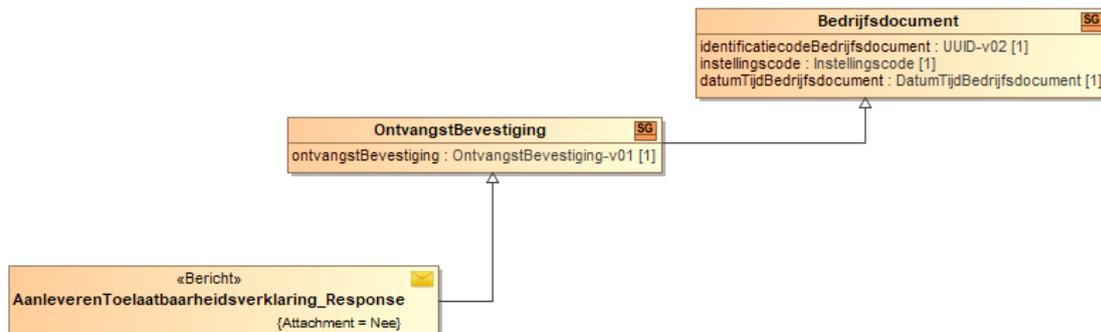 Bedrijfsdocument
SG
identificatiecodeBedrijfsdocument : UUID-v02 [1]
instellingscode : Instellingscode [1]
datumTijdBedrijfsdocument : DatumTijdBedrijfsdocument [1]
OntvangstBevestiging
SG
ontvangstBevestiging : OntvangstBevestiging-v01 [1]
«Bericht»
AanleverenToelaatbaarheidsverklaring_Response
{Attachment = Nee}